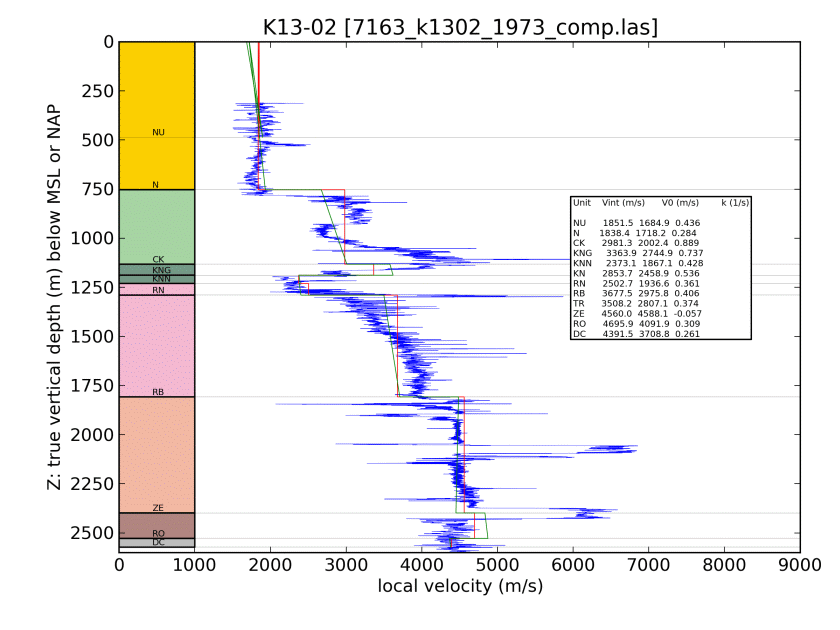 K13-02 [7163_k1302_1973_comp.las]
Z: true vertical depth (m) below MSL or NAP
0
250
500
750
1000
1250
1500
1750
2000
2250
2500
NU
N
CK
KNG
KNN
RN
RB
ZE
RO
DC
Unit Vint (m/s) V0 (m/s) k (1/s)
NU 1851.5 1684.9 0.436
N 1838.4 1718.2 0.284
CK 2981.3 2002.4 0.889
KNG 3363.9 2744.9 0.737
KNN 2373.1 1867.1 0.428
KN 2853.7 2458.9 0.536
RN 2502.7 1936.6 0.361
RB 3677.5 2975.8 0.406
TR 3508.2 2807.1 0.374
ZE 4560.0 4588.1 -0.057
RO 4695.9 4091.9 0.309
DC 4391.5 3708.8 0.261
0 1000 2000 3000 4000 5000 6000 7000 8000 9000
local velocity (m/s)